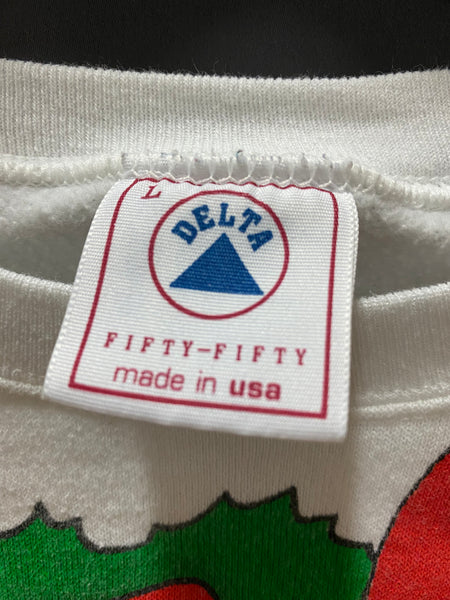 L
DELTA
FIFTY-FIFTY
made in usa